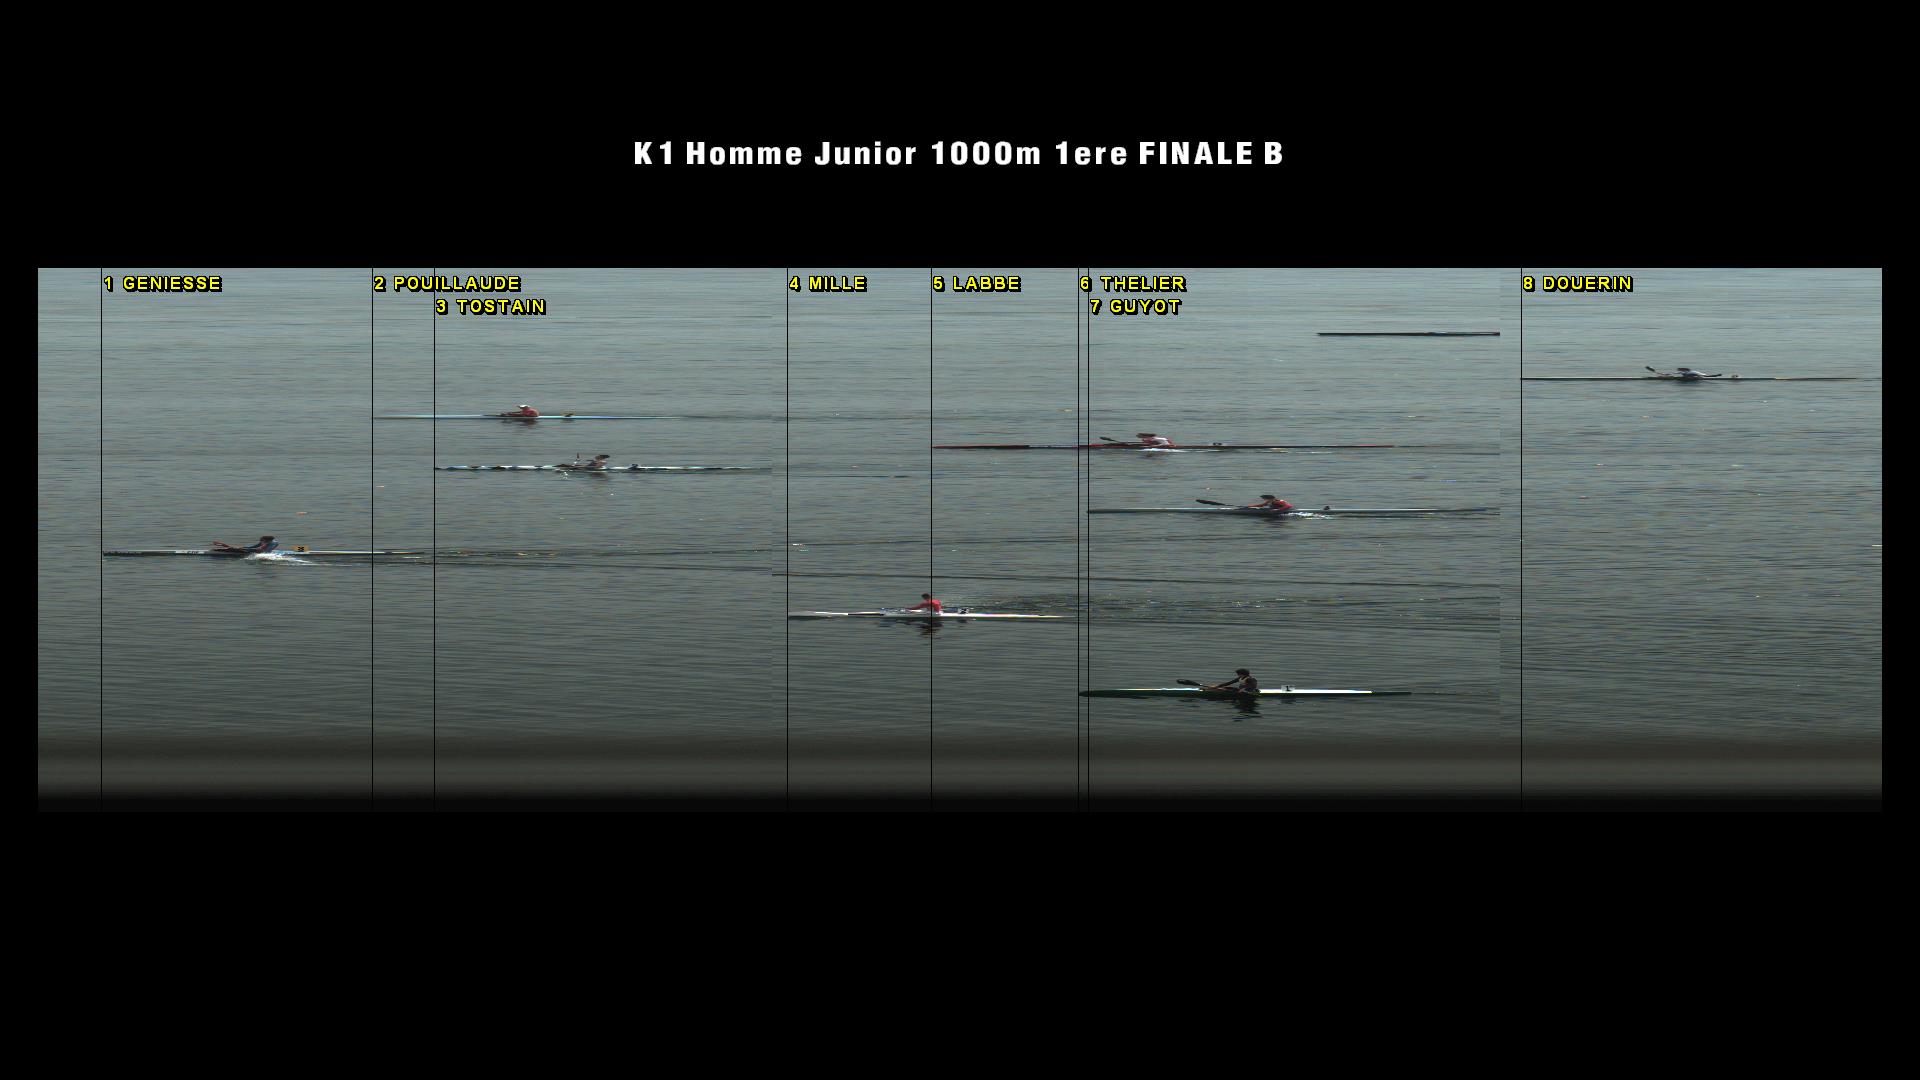 K1 Homme Junior 1000m 1ere FINALE B
1 GENIESSE
2 POUILLAUDE
3 TOSTAIN
4 MILLE
5 LABBE
6 THELIER
7 GUYOT
8 DOUERIN